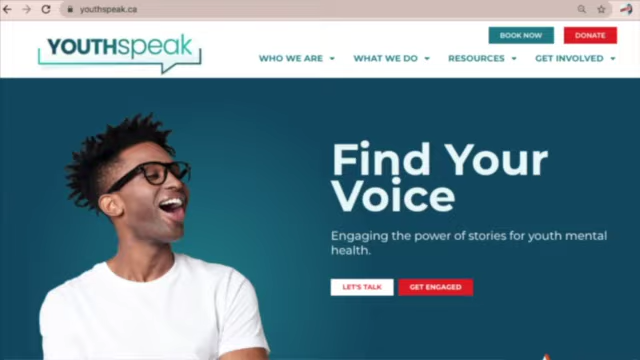 youthspeak.ca
YOUTHspeak
BOOK NOW
DONATE
WHO WE ARE
WHAT WE DO
RESOURCES
GET INVOLVED
Find Your
Voice
Engaging the power of stories for youth mental
health.
LET'S TALK
GET ENGAGED